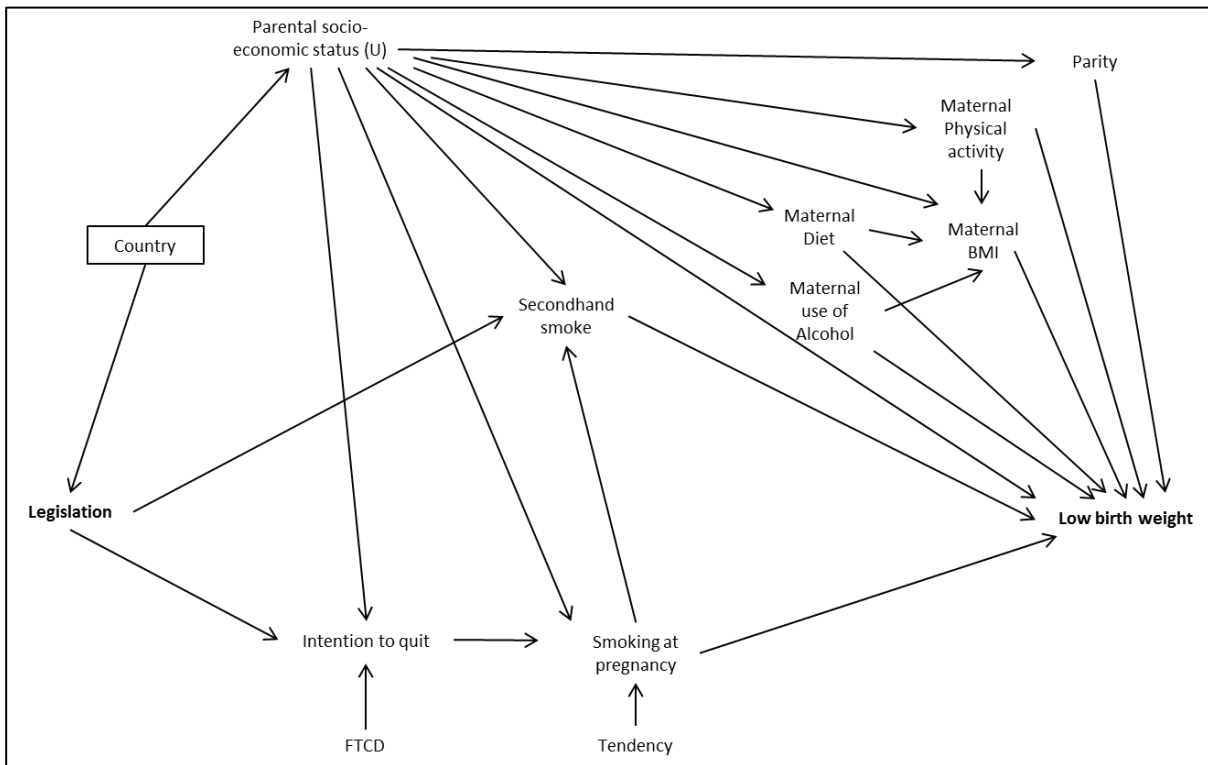 Parental socio-
economic status (U)
Parity
Maternal
Physical
activity
Country
Maternal
Diet
Maternal
BMI
Maternal
use of
Alcohol
Secondhand
smoke
Legislation
Low birth weight
Intention to quit
Smoking at
pregnancy
FTCD
Tendency